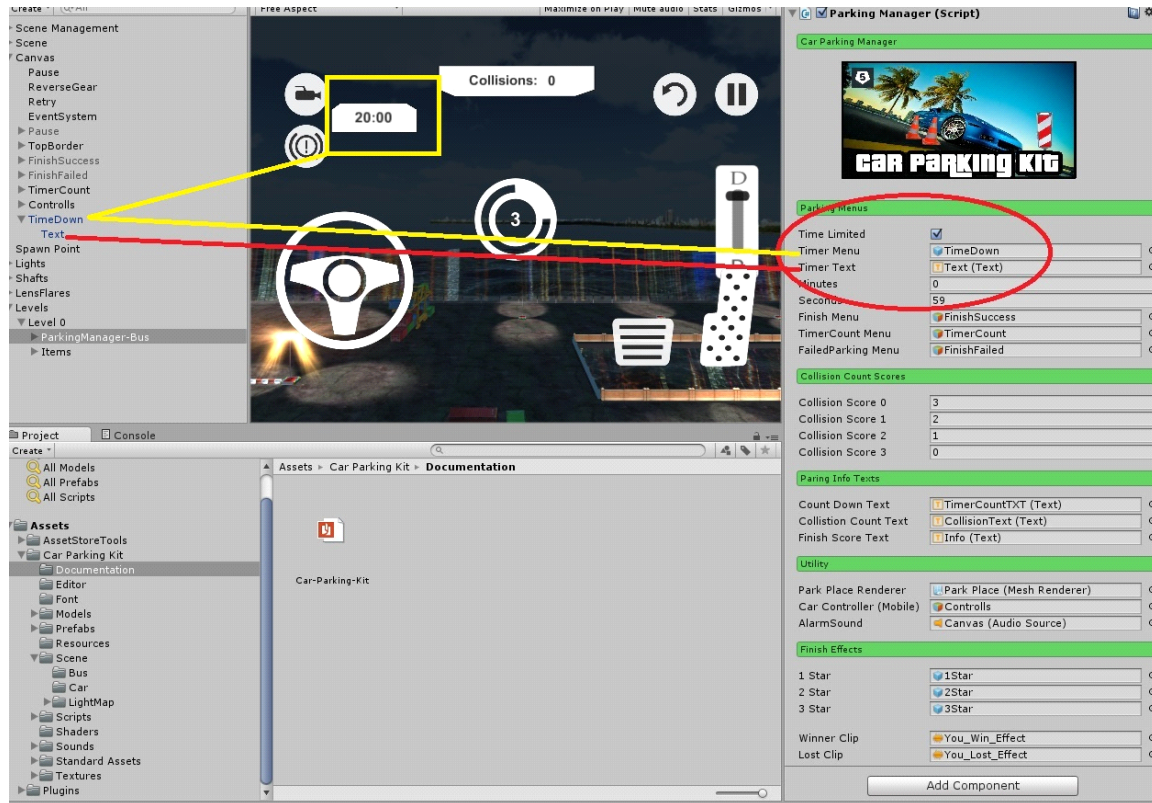 Create
All
Scene Management
Scene
Canvas
Pause
ReverseGear
Retry
EventSystem
Pause
TopBorder
FinishSuccess
FinishFailed
TimerCount
Controlls
TimeDown
Text
Spawn Point
Lights
Shafts
LensFlares
Levels
Level 0
ParkingManager-Bus
Items
Free Aspect
Maximize on Play Mute audio Stats Gizmos
Collisions: 0
20:00
3
D
Project Console
Create
All Models
All Prefabs
All Scripts
Assets
AssetStoreTools
Car Parking Kit
Documentation
Editor
Font
Models
Prefabs
Resources
Scene
Bus
Car
LightMap
Scripts
Shaders
Sounds
Standard Assets
Textures
Plugins
Assets Car Parking Kit Documentation
Car-Parking-Kit
Parking Manager (Script)
Car Parking Manager
5
CAR PARKING KIT
Parking Menus
Time Limited
Timer Menu TimeDown
Timer Text Text (Text)
Minutes 0
Seconds 59
Finish Menu FinishSuccess
TimerCount Menu TimerCount
FailedParking Menu FinishFailed
Collision Count Scores
Collision Score 0 3
Collision Score 1 2
Collision Score 2 1
Collision Score 3 0
Paring Info Texts
Count Down Text TimerCountTXT (Text)
Collistion Count Text CollisionText (Text)
Finish Score Text Info (Text)
Utility
Park Place Renderer Park Place (Mesh Renderer)
Car Controller (Mobile) Controlls
AlarmSound Canvas (Audio Source)
Finish Effects
1 Star 1Star
2 Star 2Star
3 Star 3Star
Winner Clip You_Win_Effect
Lost Clip You_Lost_Effect
Add Component